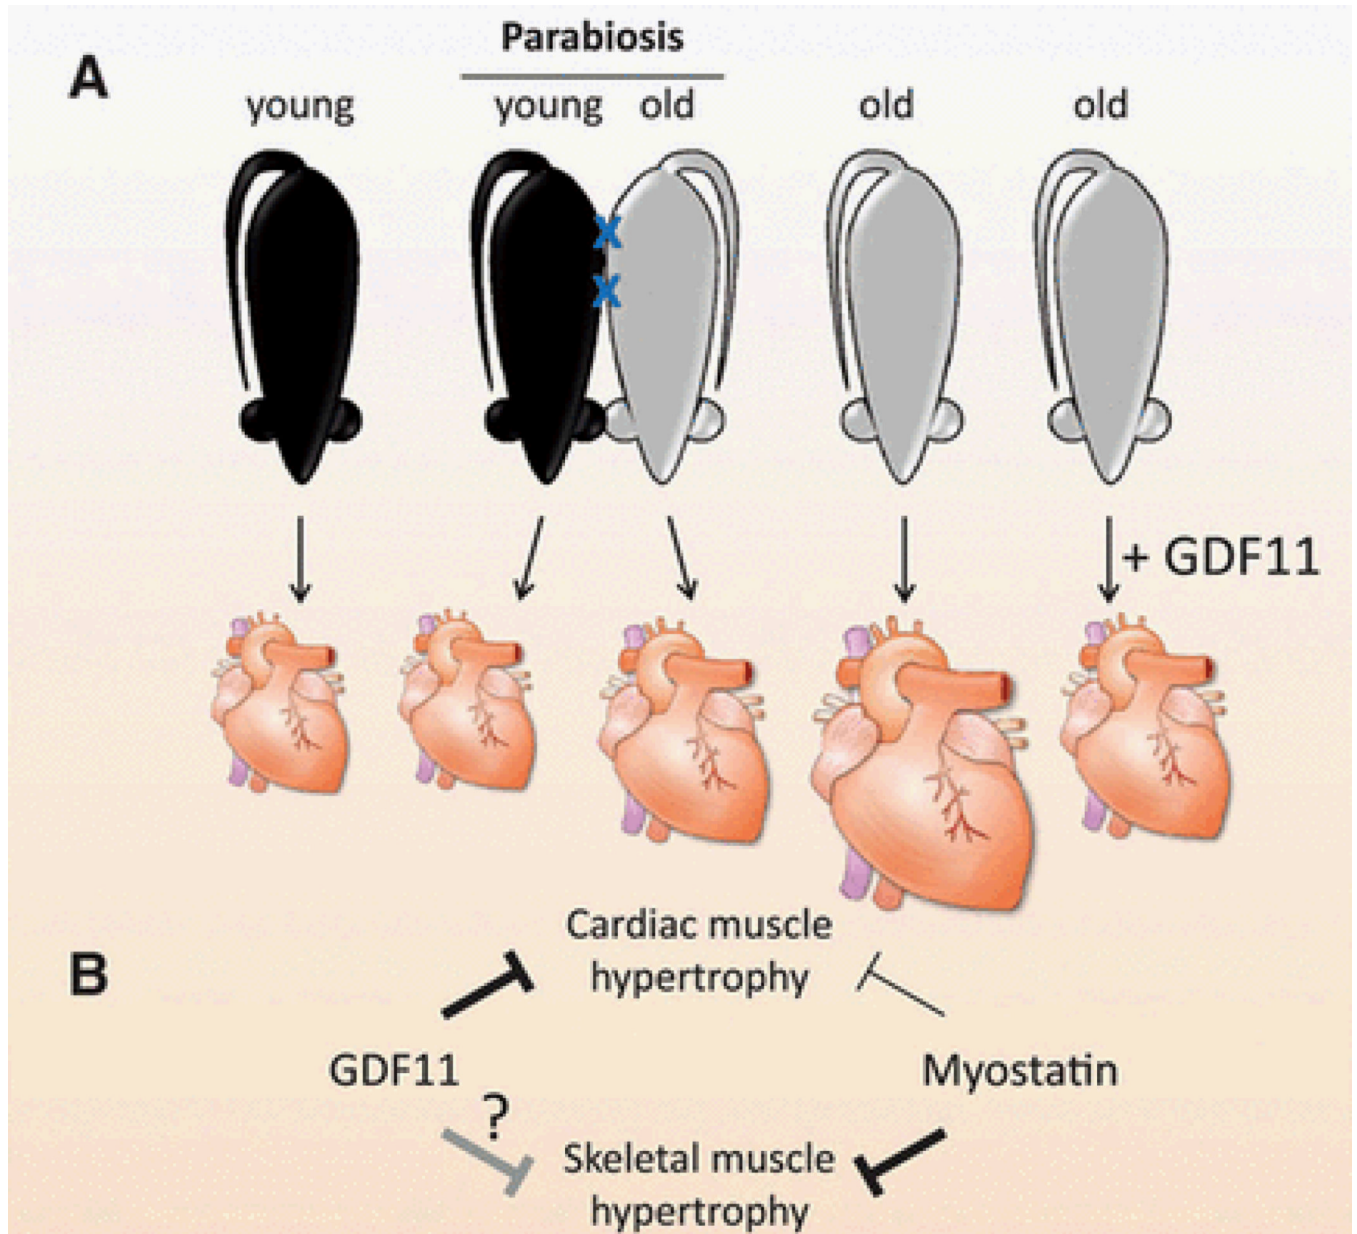 A
Parabiosis
young
young old
old
old
X
X
+ GDF11
Cardiac muscle
hypertrophy
B
GDF11
Myostatin
?
Skeletal muscle
hypertrophy